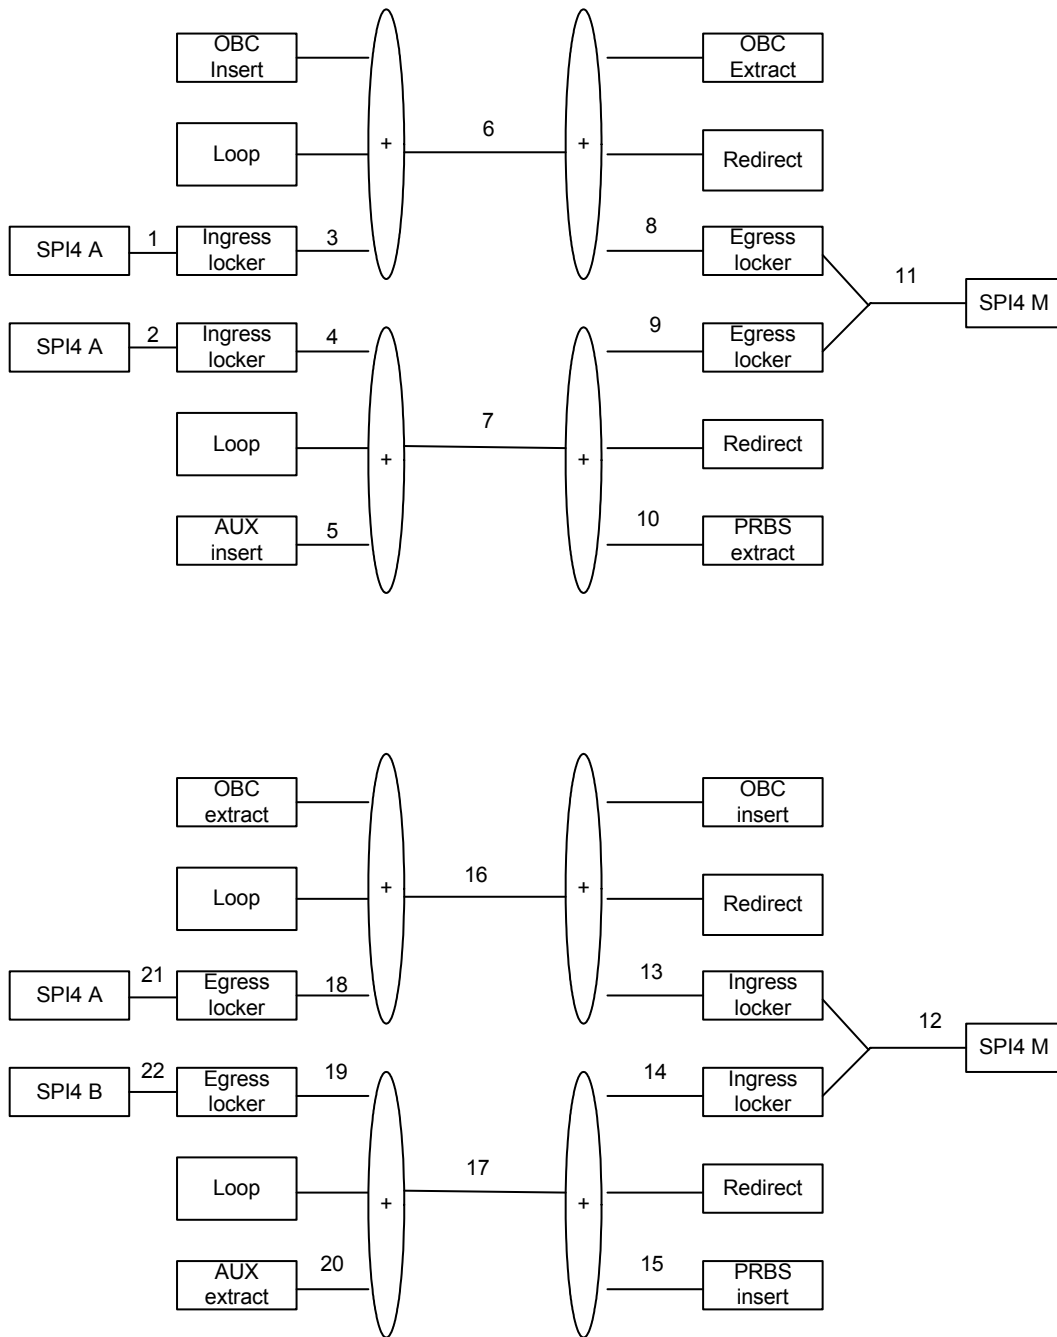 OBC
Insert
OBC
Extract
+
6
+
Loop
Redirect
SPI4 A
1
Ingress
locker
3
8
Egress
locker
11
SPI4 M
SPI4 A
2
Ingress
locker
4
9
Egress
locker
Loop
+
7
+
Redirect
AUX
insert
5
10
PRBS
extract
OBC
extract
OBC
insert
+
16
+
Loop
Redirect
SPI4 A
21
Egress
locker
18
13
Ingress
locker
12
SPI4 M
SPI4 B
22
Egress
locker
19
14
Ingress
locker
Loop
+
17
+
Redirect
AUX
extract
20
15
PRBS
insert